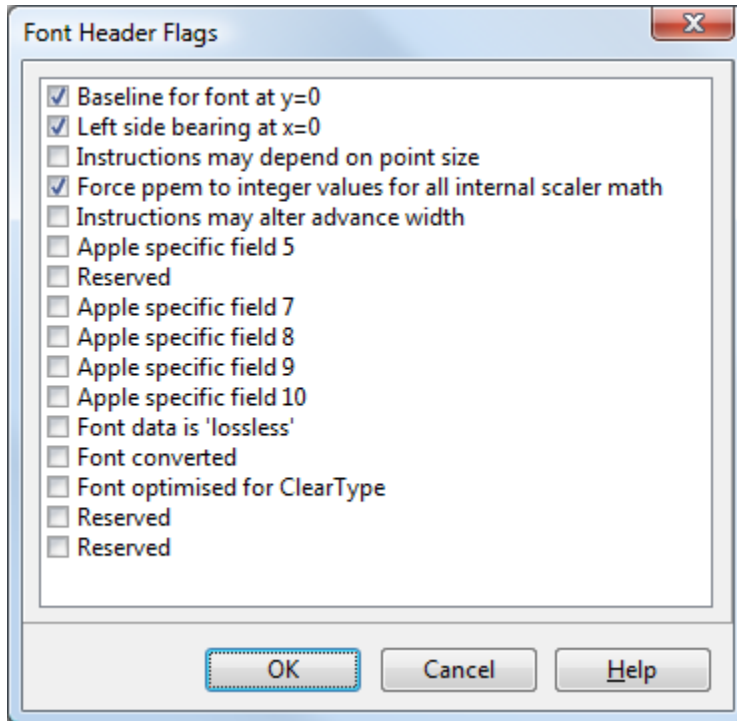 Font Header Flags
Baseline for font at y=0
Left side bearing at x=0
Instructions may depend on point size
Force ppem to integer values for all internal scaler math
Instructions may alter advance width
Apple specific field 5
Reserved
Apple specific field 7
Apple specific field 8
Apple specific field 9
Apple specific field 10
Font data is 'lossless'
Font converted
Font optimised for ClearType
Reserved
Reserved
OK Cancel Help